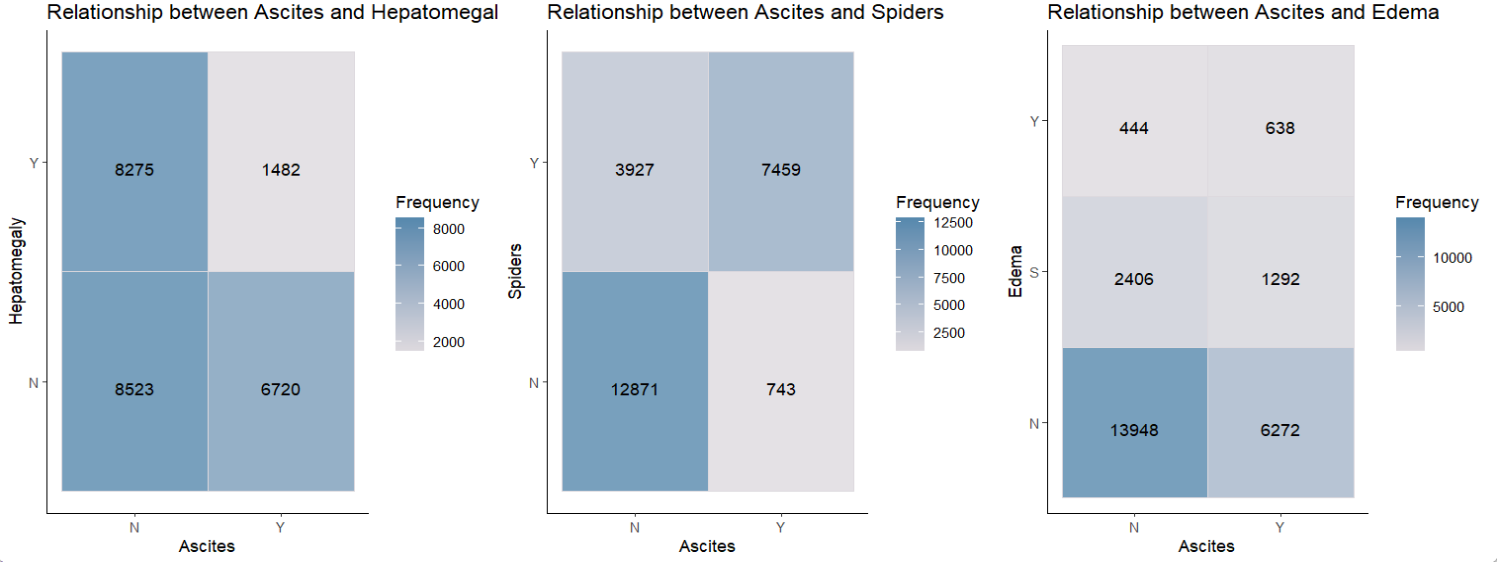 Relationship between Ascites and Hepatomegal
Hepatomegaly
Y
N
8275
1482
8523
6720
N
Y
Ascites
Frequency
8000
6000
4000
2000
Relationship between Ascites and Spiders
Spiders
Y
N
3927
7459
12871
743
N
Y
Ascites
Frequency
12500
10000
7500
5000
2500
Relationship between Ascites and Edema
Edema
Y
S
N
444
638
2406
1292
13948
6272
N
Y
Ascites
Frequency
10000
5000